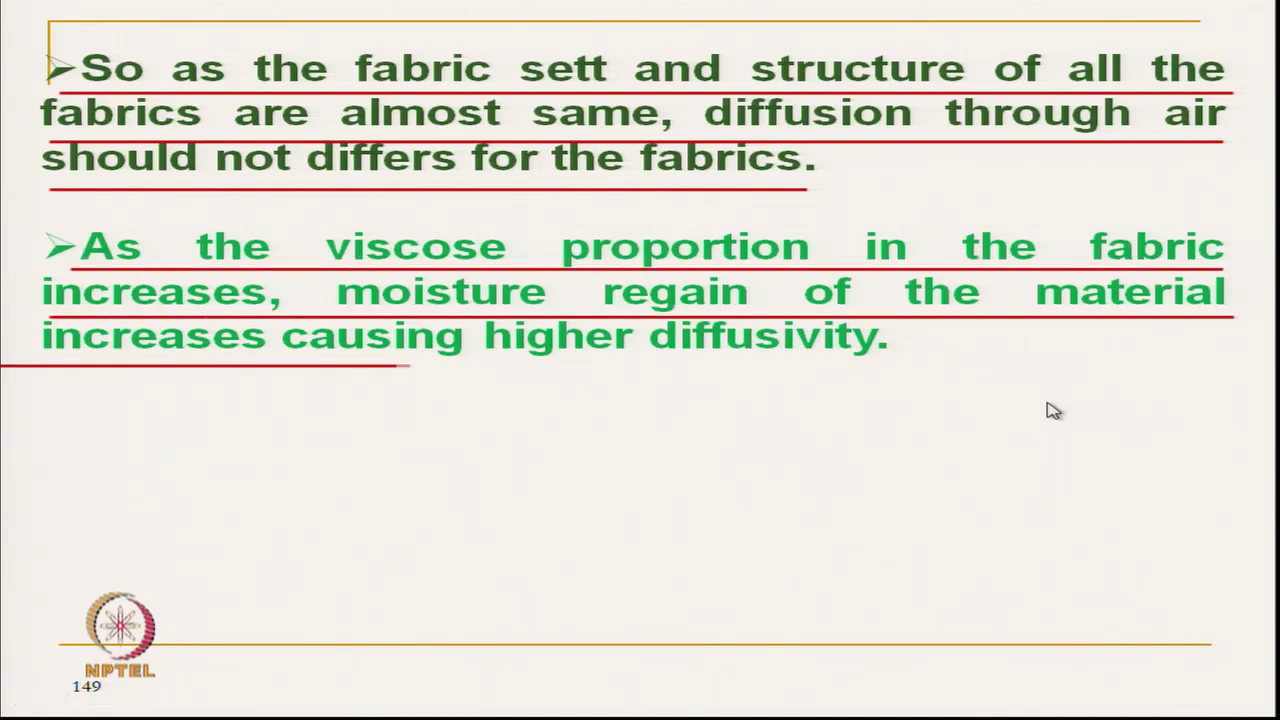 ➢So as the fabric sett and structure of all the
fabrics are almost same, diffusion through air
should not differs for the fabrics.
➢As the viscose proportion in the fabric
increases, moisture regain of the material
increases causing higher diffusivity.
NPTEL
149